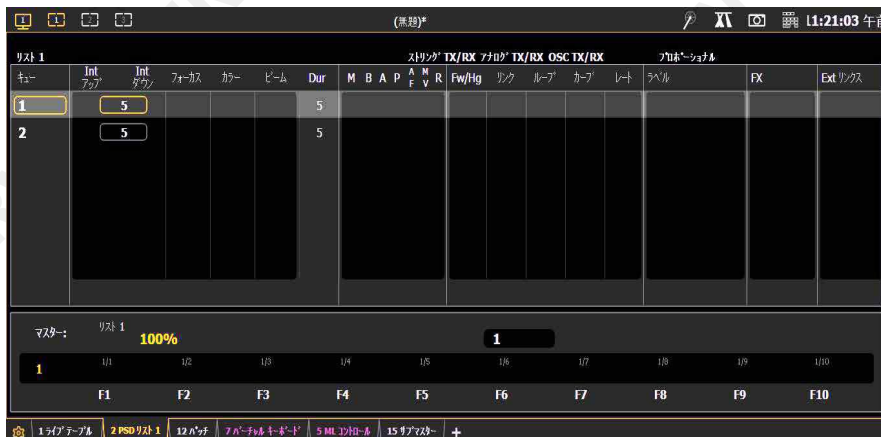 1 1 2 3 (無題)* 11:21:03 午前
リスト 1 ストリング TX/RX アナログ TX/RX OSC TX/RX プロポーショナル
キュー Int アップ Int ダウン フォーカス カラー ビーム Dur M B A P AF MV R Fw/Hg リンク ループ カーブ レート ラベル FX Ext リンクス
1 5 5
2 5 5
マスター: リスト 1 100% 1
1 1/1 1/2 1/3 1/4 1/5 1/6 1/7 1/8 1/9 1/10
F1 F2 F3 F4 F5 F6 F7 F8 F9 F10
1 ライブ テーブル 2 PSD リスト 1 12 パッチ 7 バーチャル キーボード 5 ML コントロール 15 サブマスター +